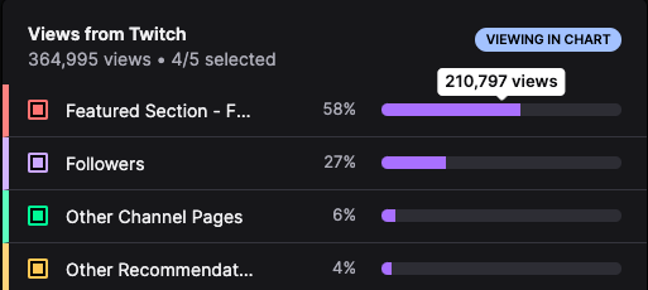 Views from Twitch
364,995 views • 4/5 selected
VIEWING IN CHART
210,797 views
Featured Section - F... 58%
Followers 27%
Other Channel Pages 6%
Other Recommendat... 4%